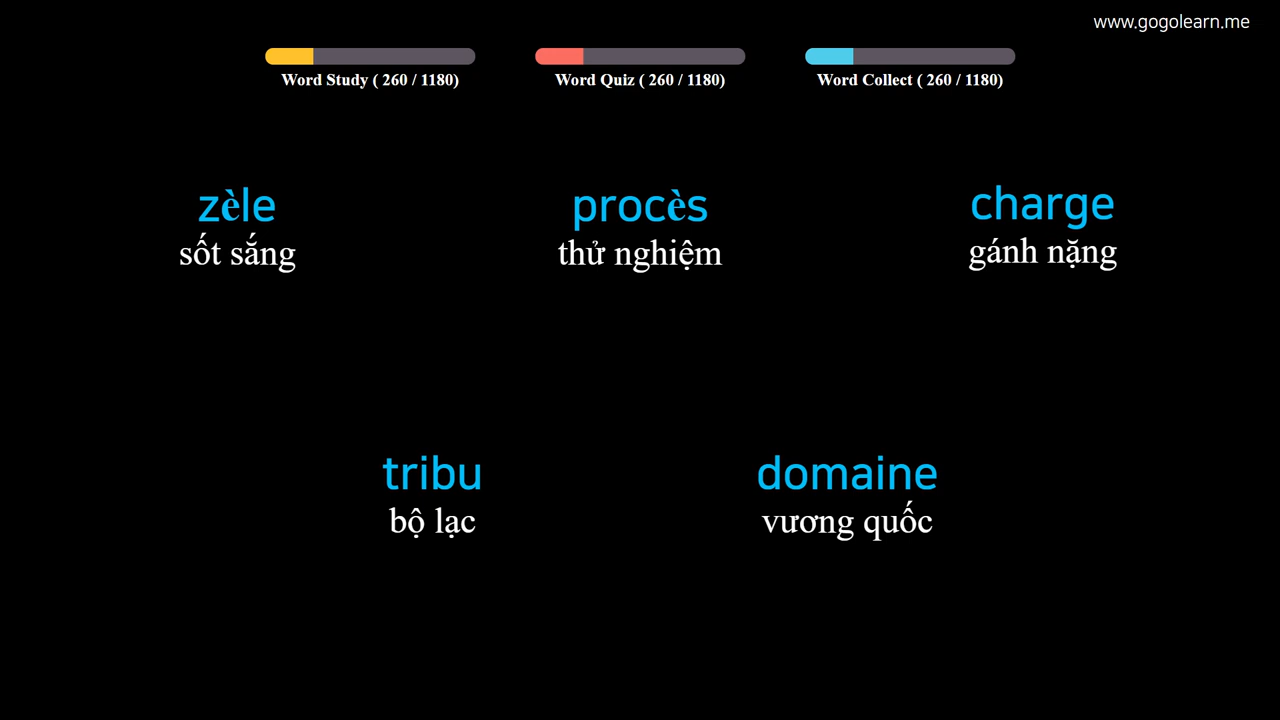 www.gogolearn.me
Word Study ( 260 / 1180)
Word Quiz ( 260 / 1180)
Word Collect ( 260 / 1180)
zèle
sốt sắng
procès
thử nghiệm
charge
gánh nặng
tribu
bộ lạc
domaine
vương quốc